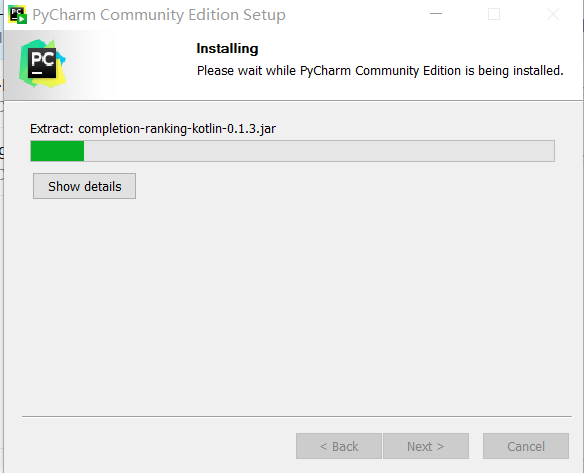 PyCharm Community Edition Setup
PC
Installing
Please wait while PyCharm Community Edition is being installed.
Extract: completion-ranking-kotlin-0.1.3.jar
Show details
< Back
Next >
Cancel